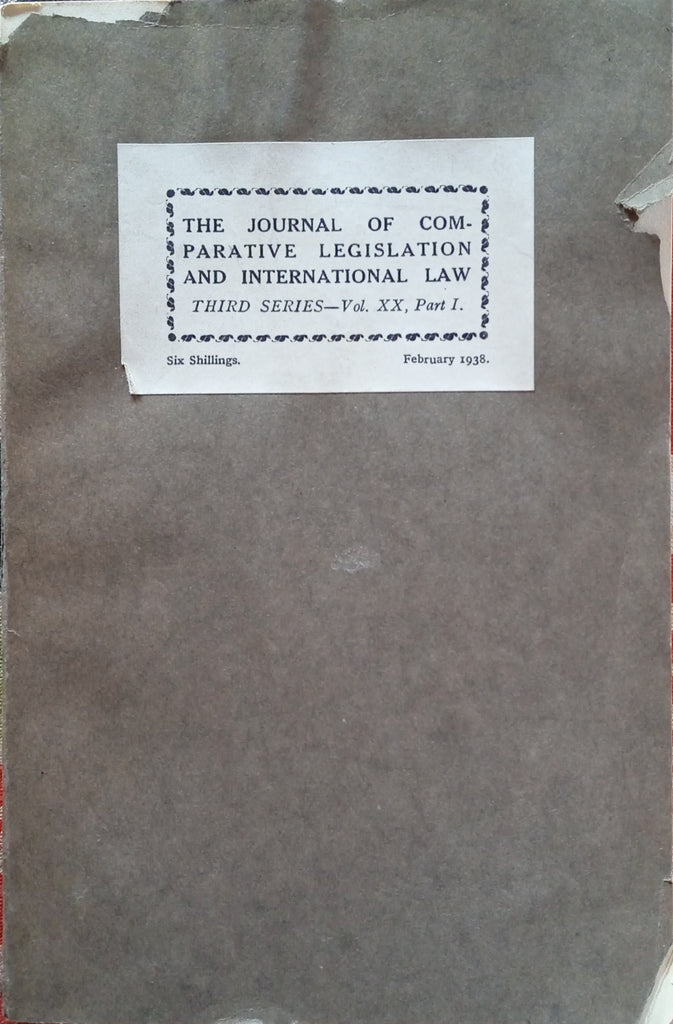 THE JOURNAL OF COM-
PARATIVE LEGISLATION
AND INTERNATIONAL LAW
THIRD SERIES—Vol. XX, Part I.
Six Shillings. February 1938.